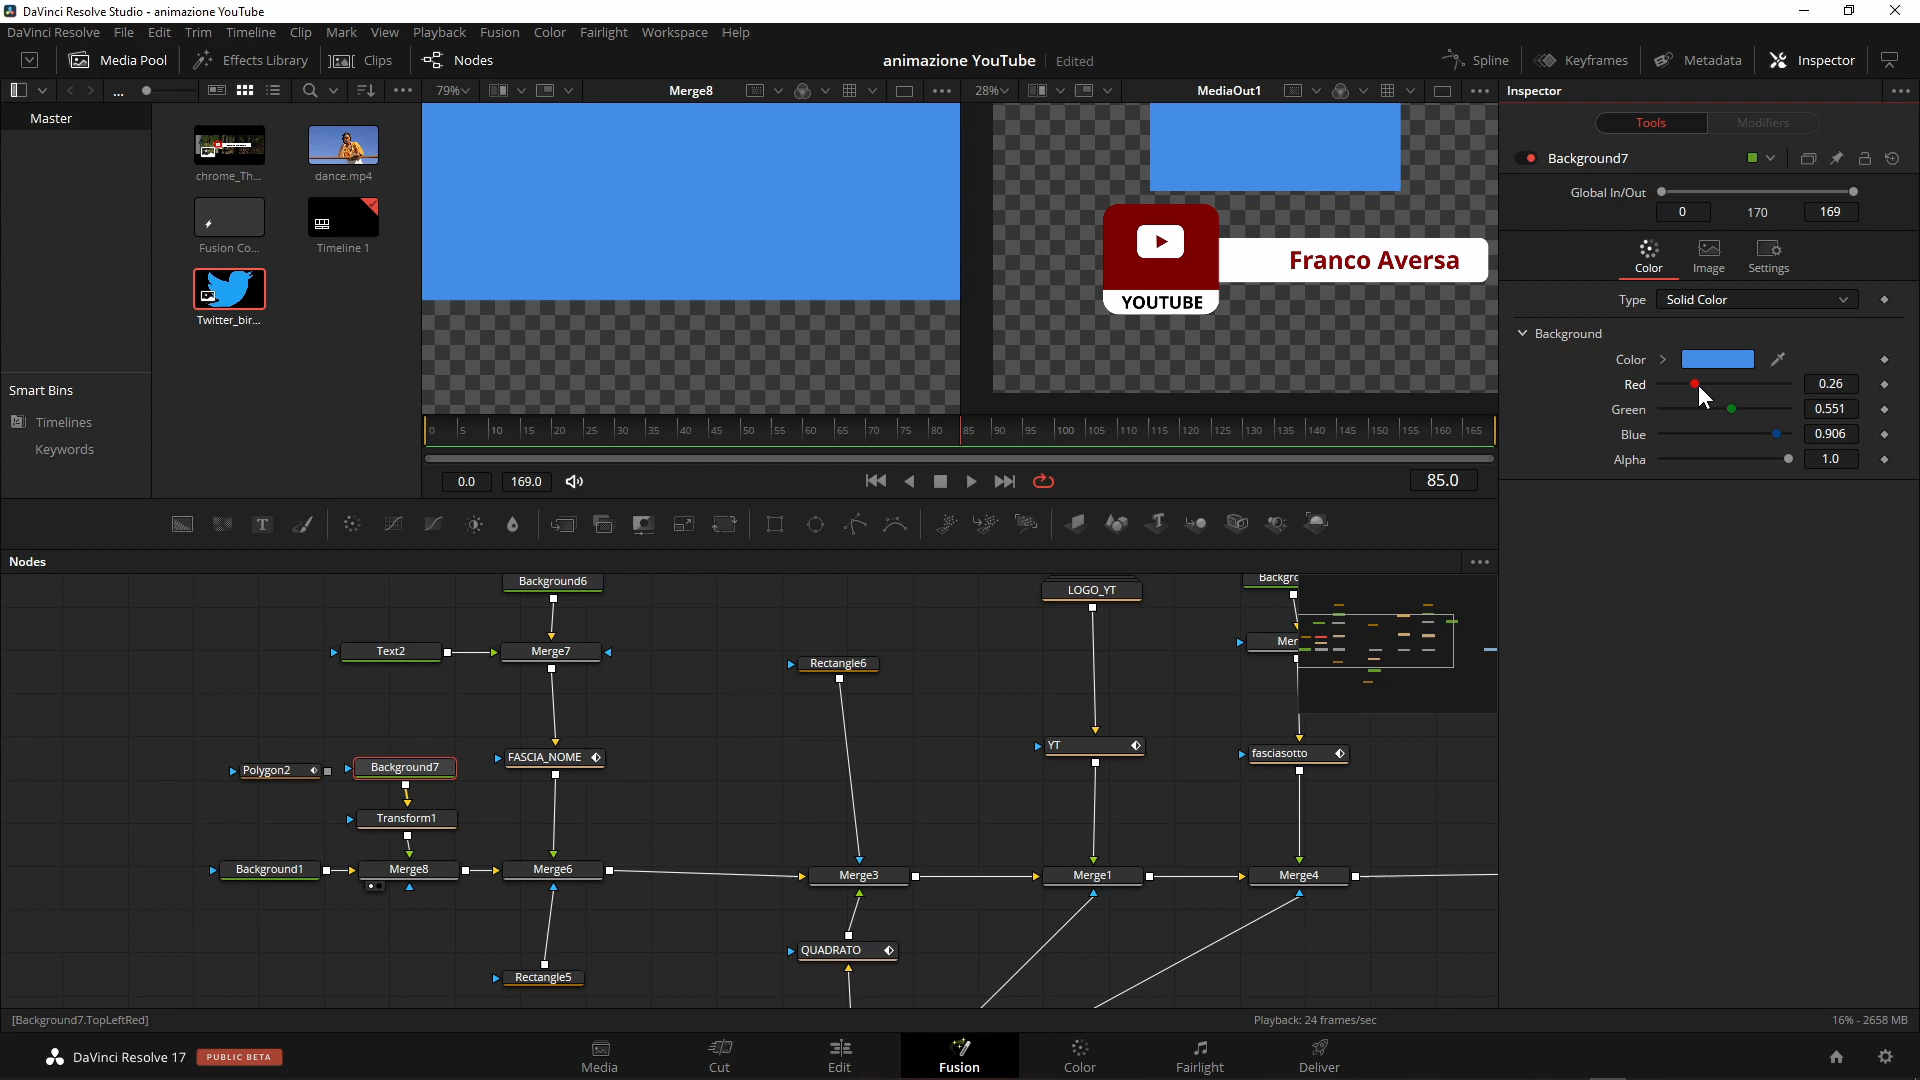 DaVinci Resolve Studio - animazione YouTube
DaVinci Resolve File Edit Trim Timeline Clip Mark View Playback Fusion Color Fairlight Workspace Help
Media Pool Effects Library Clips Nodes animazione YouTube Edited Spline Keyframes Metadata Inspector
... 79% Merge8 28% MediaOut1 Inspector
Master
Tools Modifiers
chrome_Th... dance.mp4
Background7
Global In/Out
0 170 169
Fusion Co... Timeline 1
Franco Aversa
YOUTUBE
Color Image Settings
Type Solid Color
Twitter_bir...
Background
Color
Red 0.26
Green 0.551
Blue 0.906
Alpha 1.0
Smart Bins
Timelines
Keywords
0 5 10 15 20 25 30 35 40 45 50 55 60 65 70 75 80 85 90 95 100 105 110 115 120 125 130 135 140 145 150 155 160 165
0.0 169.0 85.0
Nodes
Background6 LOGO_YT Backgro
Text2 Merge7 Mer
Rectangle6
YT
FASCIA_NOME fasciasotto
Polygon2 Background7
Transform1
Background1 Merge8 Merge6 Merge3 Merge1 Merge4
QUADRATO
Rectangle5
[Background7.TopLeftRed] Playback: 24 frames/sec 16% - 2658 MB
DaVinci Resolve 17 PUBLIC BETA
Media Cut Edit Fusion Color Fairlight Deliver